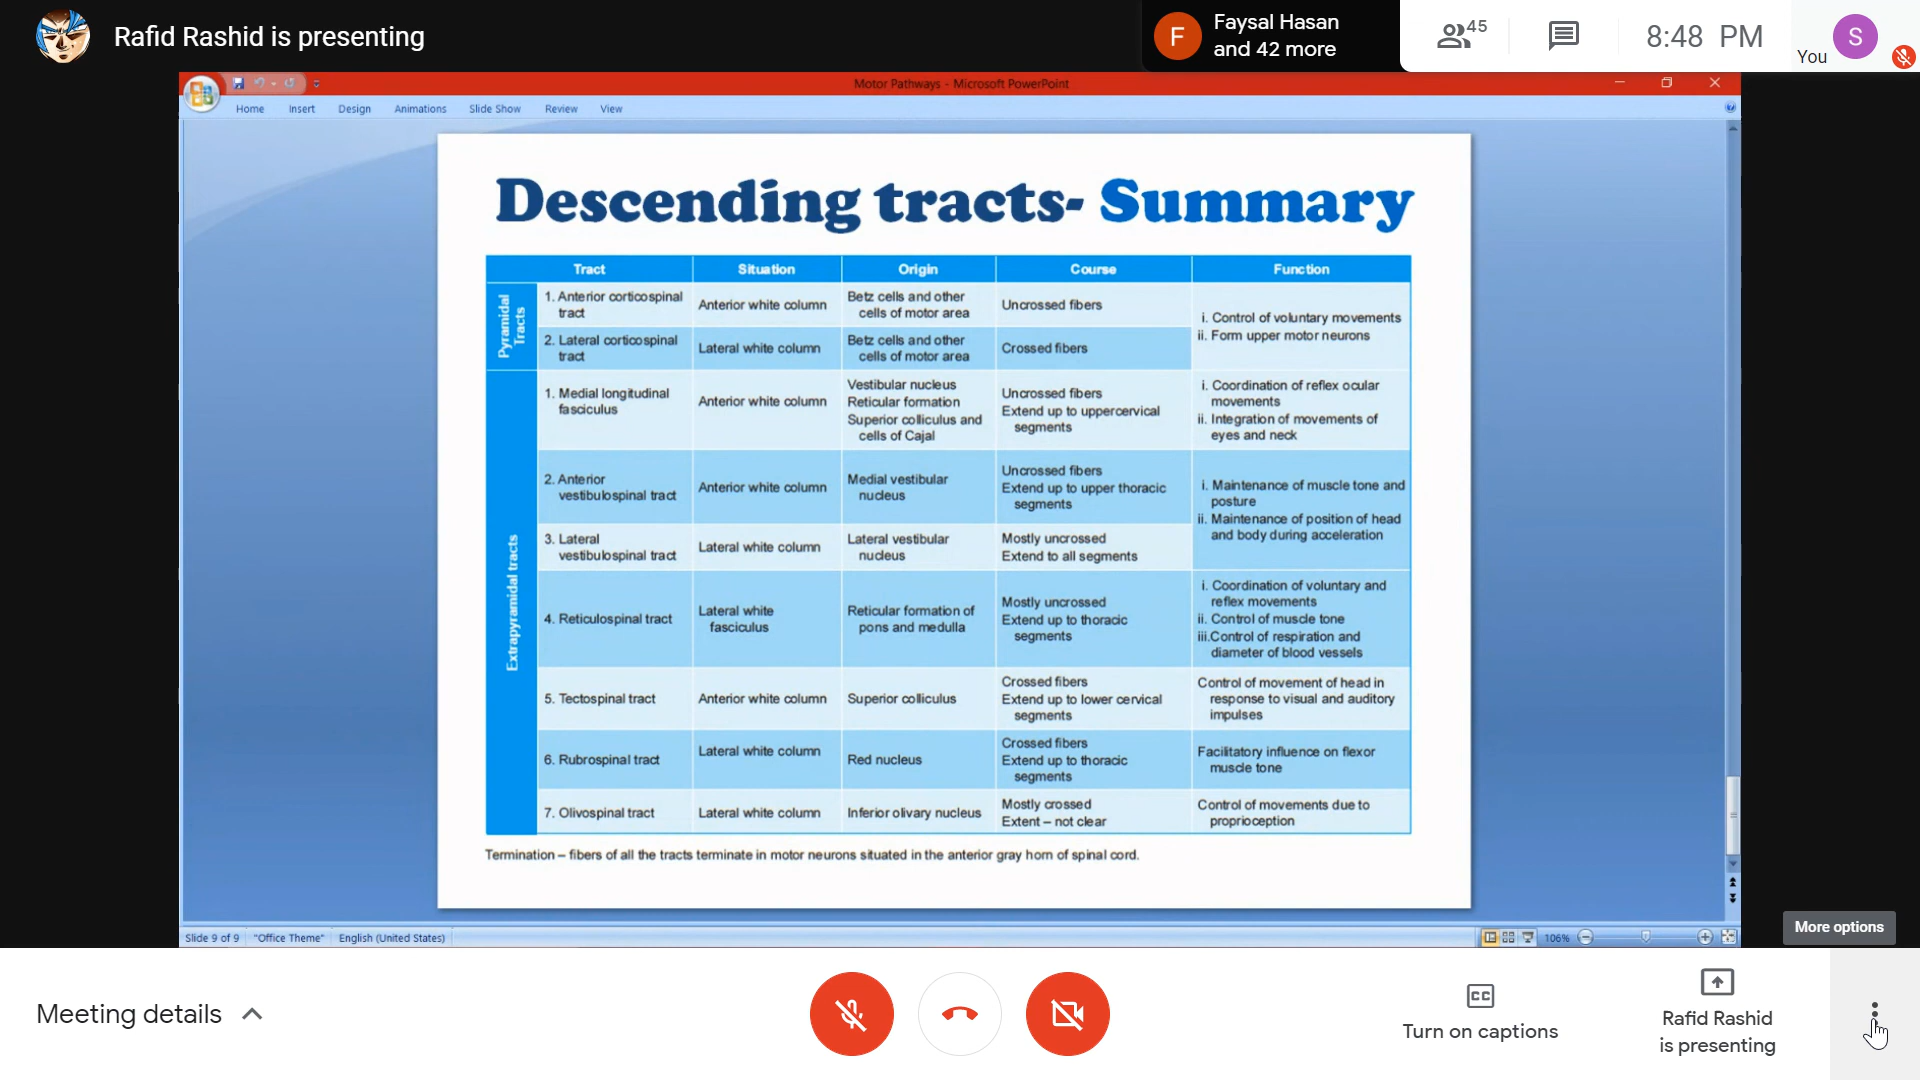 Rafid Rashid is presenting
F
Faysal Hasan
and 42 more
45
8:48 PM
You
S
Motor Pathways - Microsoft PowerPoint
Home Insert Design Animations Slide Show Review View
Descending tracts- Summary
Tract Situation Origin Course Function
Pyramidal
Tracts
1. Anterior corticospinal
tract
Anterior white column
Betz cells and other
cells of motor area
Uncrossed fibers
i. Control of voluntary movements
ii. Form upper motor neurons
2. Lateral corticospinal
tract
Lateral white column
Betz cells and other
cells of motor area
Crossed fibers
Extrapyramidal tracts
1. Medial longitudinal
fasciculus
Anterior white column
Vestibular nucleus
Reticular formation
Superior colliculus and
cells of Cajal
Uncrossed fibers
Extend up to uppercervical
segments
i. Coordination of reflex ocular
movements
ii. Integration of movements of
eyes and neck
2. Anterior
vestibulospinal tract
Anterior white column
Medial vestibular
nucleus
Uncrossed fibers
Extend up to upper thoracic
segments
i. Maintenance of muscle tone and
posture
ii. Maintenance of position of head
and body during acceleration
3. Lateral
vestibulospinal tract
Lateral white column
Lateral vestibular
nucleus
Mostly uncrossed
Extend to all segments
4. Reticulospinal tract
Lateral white
fasciculus
Reticular formation of
pons and medulla
Mostly uncrossed
Extend up to thoracic
segments
i. Coordination of voluntary and
reflex movements
ii. Control of muscle tone
iii.Control of respiration and
diameter of blood vessels
5. Tectospinal tract
Anterior white column
Superior colliculus
Crossed fibers
Extend up to lower cervical
segments
Control of movement of head in
response to visual and auditory
impulses
6. Rubrospinal tract
Lateral white column
Red nucleus
Crossed fibers
Extend up to thoracic
segments
Facilitatory influence on flexor
muscle tone
7. Olivospinal tract
Lateral white column
Inferior olivary nucleus
Mostly crossed
Extent – not clear
Control of movements due to
proprioception
Termination – fibers of all the tracts terminate in motor neurons situated in the anterior gray horn of spinal cord.
More options
Slide 9 of 9 "Office Theme" English (United States) 106%
Meeting details
CC
Turn on captions
Rafid Rashid
is presenting